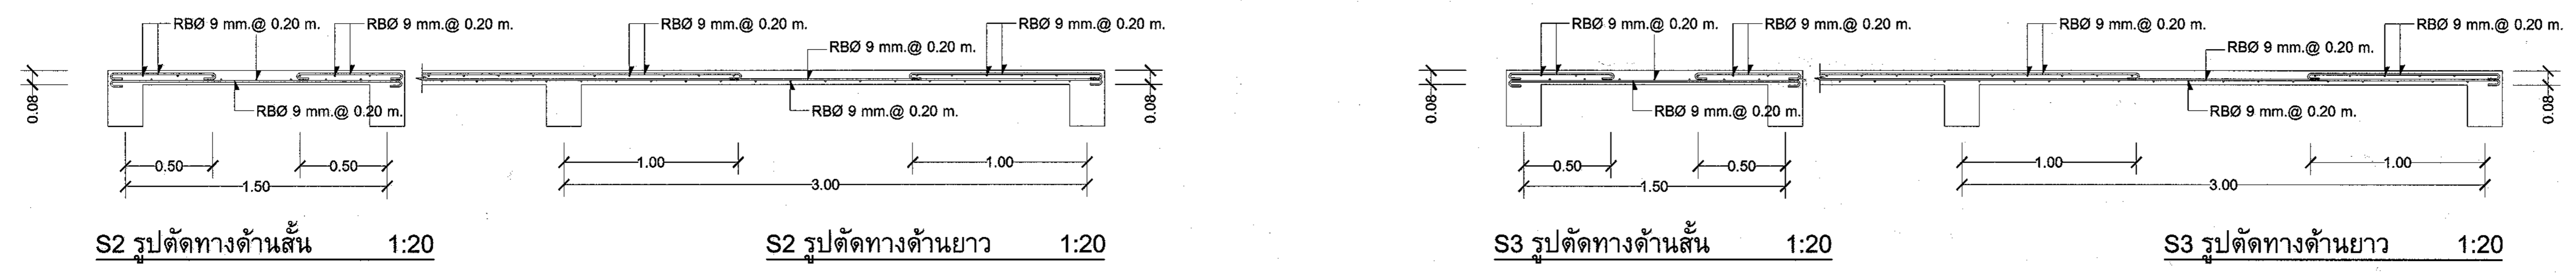 RBØ 9 mm.@ 0.20 m.
RBØ 9 mm.@ 0.20 m.
RBØ 9 mm.@ 0.20 m.
0.08
0.50
0.50
1.50
S2 รูปตัดทางด้านสั้น 1:20
RBØ 9 mm.@ 0.20 m.
RBØ 9 mm.@ 0.20 m.
RBØ 9 mm.@ 0.20 m.
RBØ 9 mm.@ 0.20 m.
0.08
1.00
1.00
3.00
S2 รูปตัดทางด้านยาว 1:20
RBØ 9 mm.@ 0.20 m.
RBØ 9 mm.@ 0.20 m.
RBØ 9 mm.@ 0.20 m.
0.08
0.50
0.50
1.50
S3 รูปตัดทางด้านสั้น 1:20
RBØ 9 mm.@ 0.20 m.
RBØ 9 mm.@ 0.20 m.
RBØ 9 mm.@ 0.20 m.
RBØ 9 mm.@ 0.20 m.
0.08
1.00
1.00
3.00
S3 รูปตัดทางด้านยาว 1:20